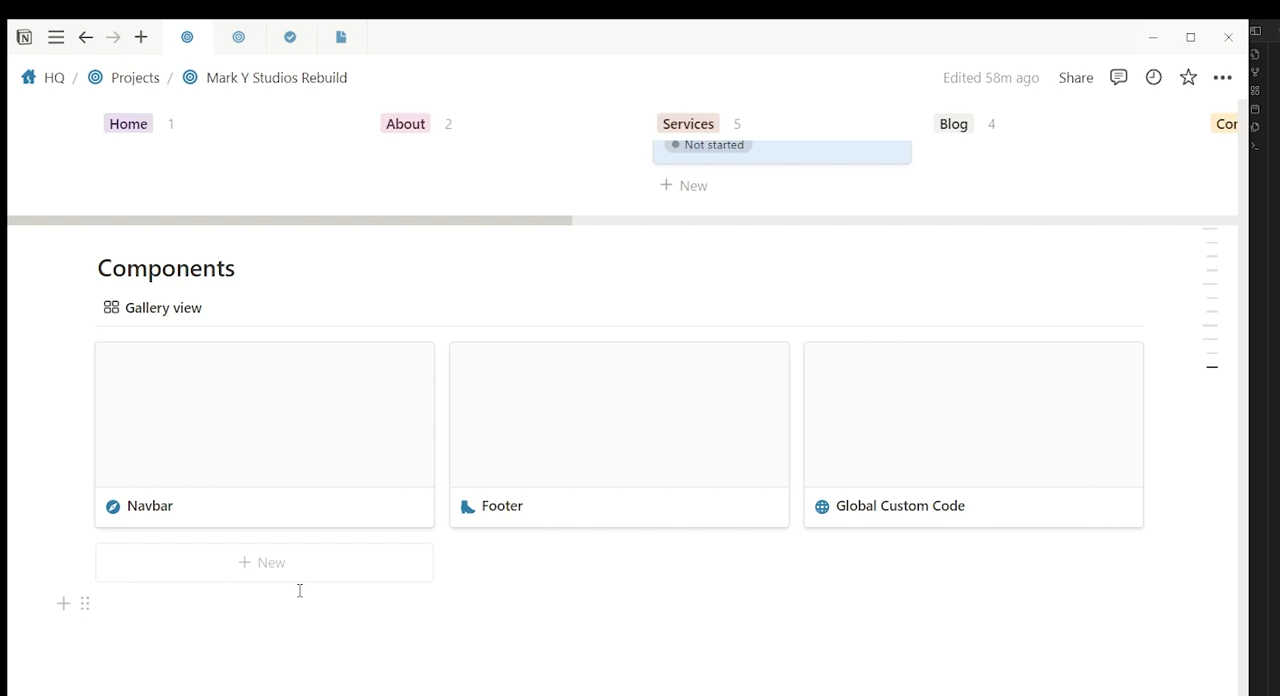 HQ / Projects / Mark Y Studios Rebuild
Edited 58m ago Share
Home 1 About 2 Services 5 Blog 4 Cor
Not started
+ New
Components
Gallery view
Navbar Footer Global Custom Code
+ New